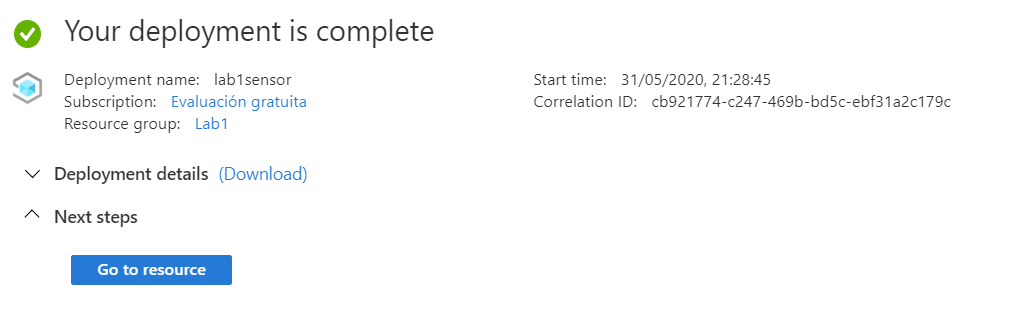 Your deployment is complete
Deployment name: lab1sensor
Subscription: Evaluación gratuita
Resource group: Lab1
Start time: 31/05/2020, 21:28:45
Correlation ID: cb921774-c247-469b-bd5c-ebf31a2c179c
Deployment details (Download)
Next steps
Go to resource